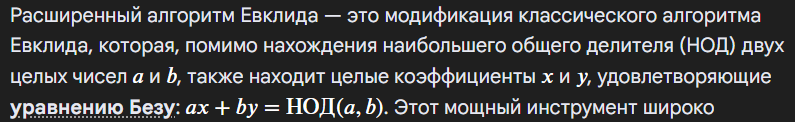 Расширенный алгоритм Евклида — это модификация классического алгоритма
Евклида, которая, помимо нахождения наибольшего общего делителя (НОД) двух
целых чисел a и b, также находит целые коэффициенты x и y, удовлетворяющие
уравнению Безу: ax + by = НОД(a, b). Этот мощный инструмент широко